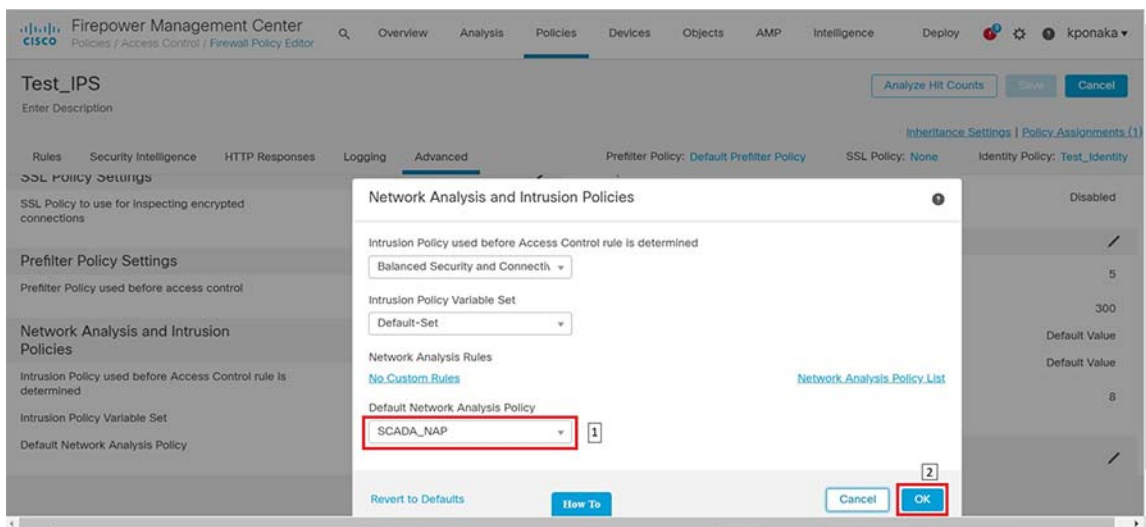 CISCO
Firepower Management Center
Policies / Access Control / Firewall Policy Editor
Overview
Analysis
Policies
Devices
Objects
AMP
Intelligence
Deploy
kponaka
Test_IPS
Enter Description
Analyze Hit Counts
Save
Cancel
Inheritance Settings | Policy Assignments (1)
Rules
Security Intelligence
HTTP Responses
Logging
Advanced
Prefilter Policy: Default Prefilter Policy
SSL Policy: None
Identity Policy: Test_Identity
SSL Policy Settings
SSL Policy to use for inspecting encrypted
connections
Prefilter Policy Settings
Prefilter Policy used before access control
Network Analysis and Intrusion
Policies
Intrusion Policy used before Access Control rule is
determined
Intrusion Policy Variable Set
Default Network Analysis Policy
Network Analysis and Intrusion Policies
?
Intrusion Policy used before Access Control rule is determined
Balanced Security and Connectiv
Intrusion Policy Variable Set
Default-Set
Network Analysis Rules
No Custom Rules
Network Analysis Policy List
Default Network Analysis Policy
SCADA_NAP
1
2
Revert to Defaults
How To
Cancel
OK
Disabled
5
300
Default Value
Default Value
8